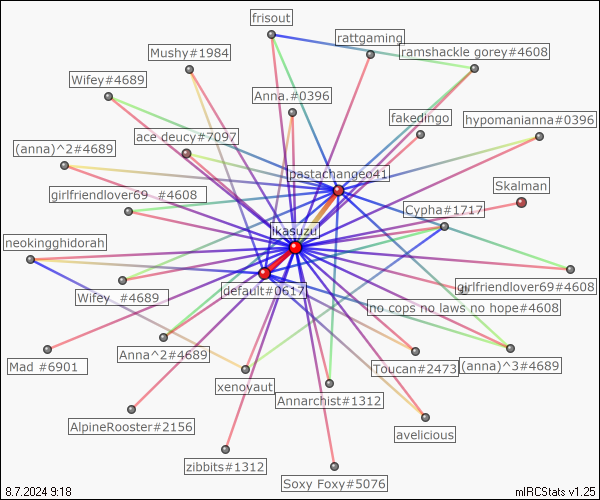 frisout
rattgaming
Mushy#1984
ramshackle gorey#4608
Wifey#4689
Anna.#0396
fakedingo
hypomanianna#0396
ace deucy#7097
(anna)^2#4689
pastachangeo41
Skalman
girlfriendlover69 #4608
Cypha#1717
Ikasuzu
neokingghidorah
girlfriendlover69#4608
default#0617
Wifey #4689
no cops no laws no hope#4608
Anna^2#4689
Mad #6901
Toucan#2473
(anna)^3#4689
xenoyaut
Annarchist#1312
AlpineRooster#2156
avelicious
zibbits#1312
Soxy Foxy#5076
8.7.2024 9:18
mIRCStats v1.25